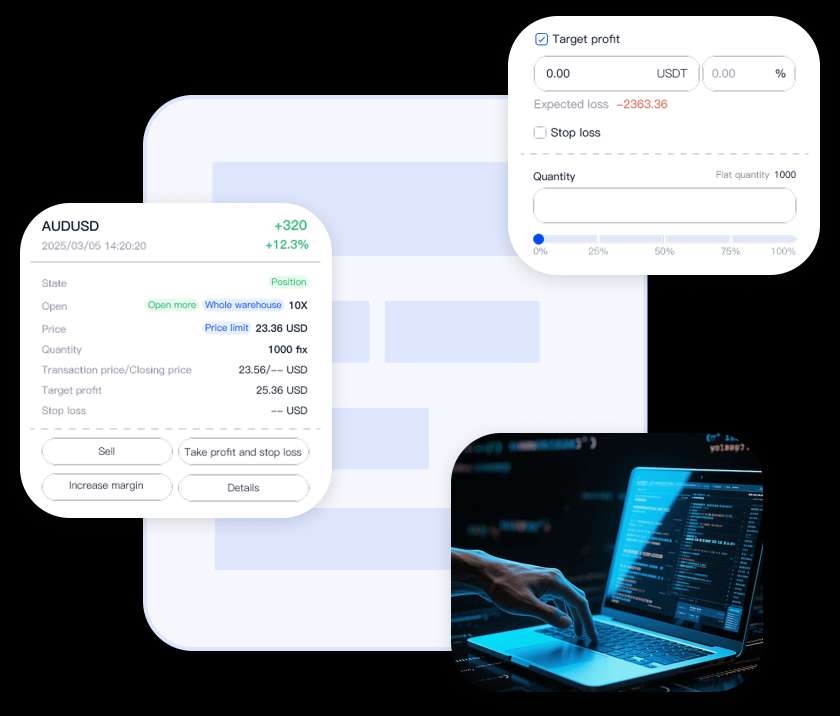 Target profit
0.00 USDT 0.00 %
Expected loss -2363.36
Stop loss
Quantity Fiat quantity 1000
0% 25% 50% 75% 100%
AUDUSD +320
2025/03/05 14:20:20 +12.3%
State Position
Open Open more Whole warehouse 10X
Price Price limit 23.36 USD
Quantity 1000 fix
Transaction price/Closing price 23.56/-- USD
Target profit 25.36 USD
Stop loss -- USD
Sell Take profit and stop loss
Increase margin Details